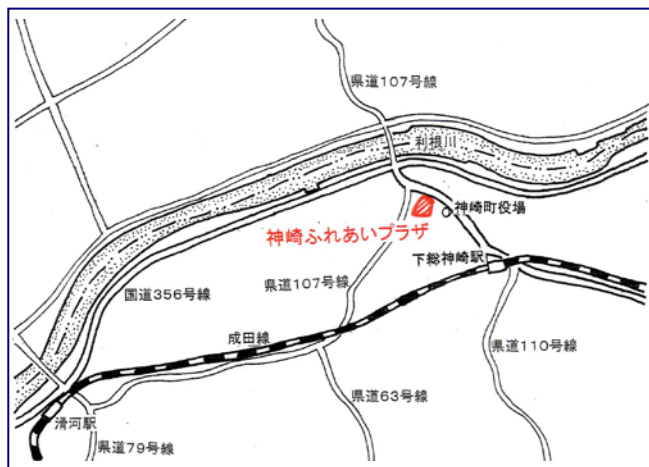 県道107号線
利根川
神崎町役場
神崎ふれあいプラザ
下総神崎駅
国道356号線
県道107号線
成田線
県道110号線
県道63号線
滑河駅
県道79号線